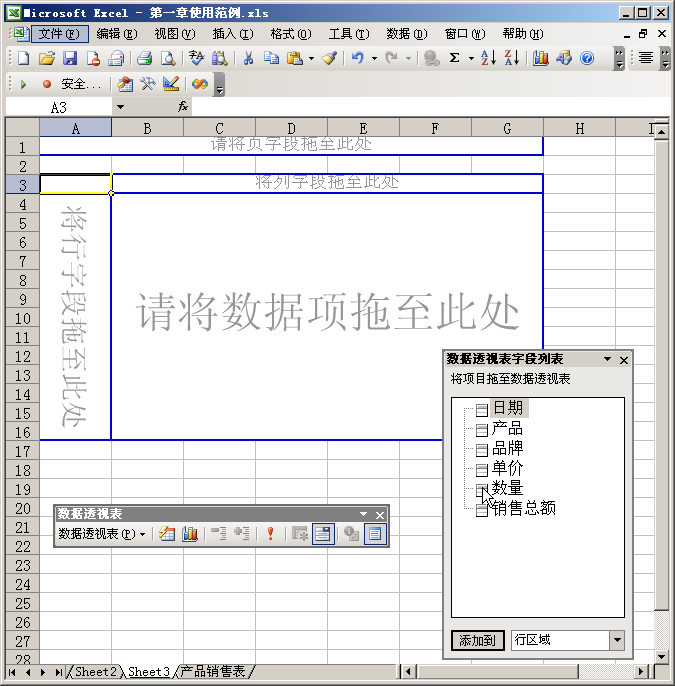 Microsoft Excel - 第一章使用范例.xls
文件(F) 编辑(E) 视图(V) 插入(I) 格式(O) 工具(T) 数据(D) 窗口(W) 帮助(H)
安全...
A3 fx
A B C D E F G H I
1 请将页字段拖至此处
2
3 将列字段拖至此处
4
5
6
7
8
9
10
11
12
13
14
15
16
17
18
19
20
21
22
23
24
25
26
27
28
将行字段拖至此处
请将数据项拖至此处
数据透视表字段列表
将项目拖至数据透视表
日期
产品
品牌
单价
数量
销售总额
添加到 行区域
数据透视表
数据透视表(P)
Sheet2 Sheet3 产品销售表